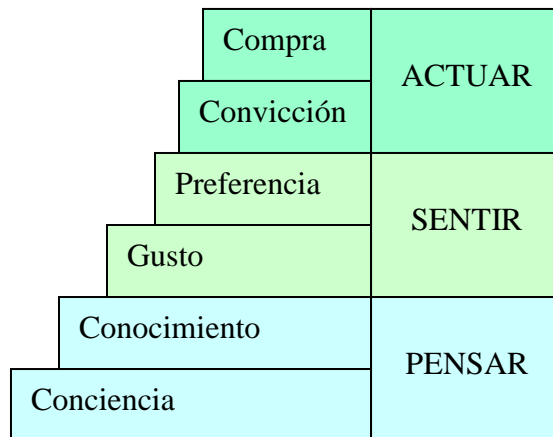 Compra
ACTUAR
Convicción
Preferencia
SENTIR
Gusto
Conocimiento
PENSAR
Conciencia